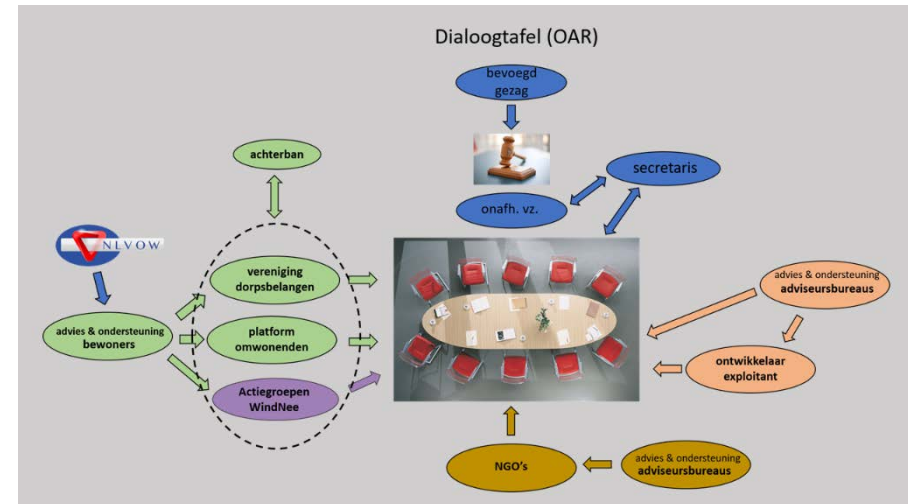 Dialoogtafel (OAR)
bevoegd
gezag
achterban
secretaris
onafh. vz.
NLVOW
vereniging
dorpsbelangen
advies & ondersteuning
adviseursbureaus
advies & ondersteuning
bewoners
platform
omwonenden
ontwikkelaar
exploitant
Actiegroepen
WindNee
NGO's
advies & ondersteuning
adviseursbureaus